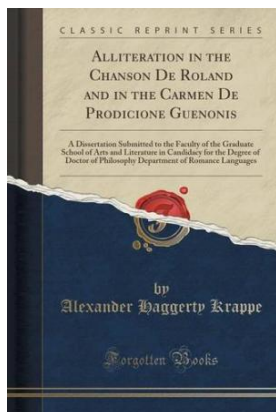 CLASSIC REPRINT SERIES
ALLITERATION IN THE
CHANSON DE ROLAND
AND IN THE CARMEN DE
PRODICIONE GUENONIS
A Dissertation Submitted to the Faculty of the Graduate
School of Arts and Literature in Candidacy for the Degree of
Doctor of Philosophy Department of Romance Languages
by
Alexander Haggerty Krappe
Forgotten Books